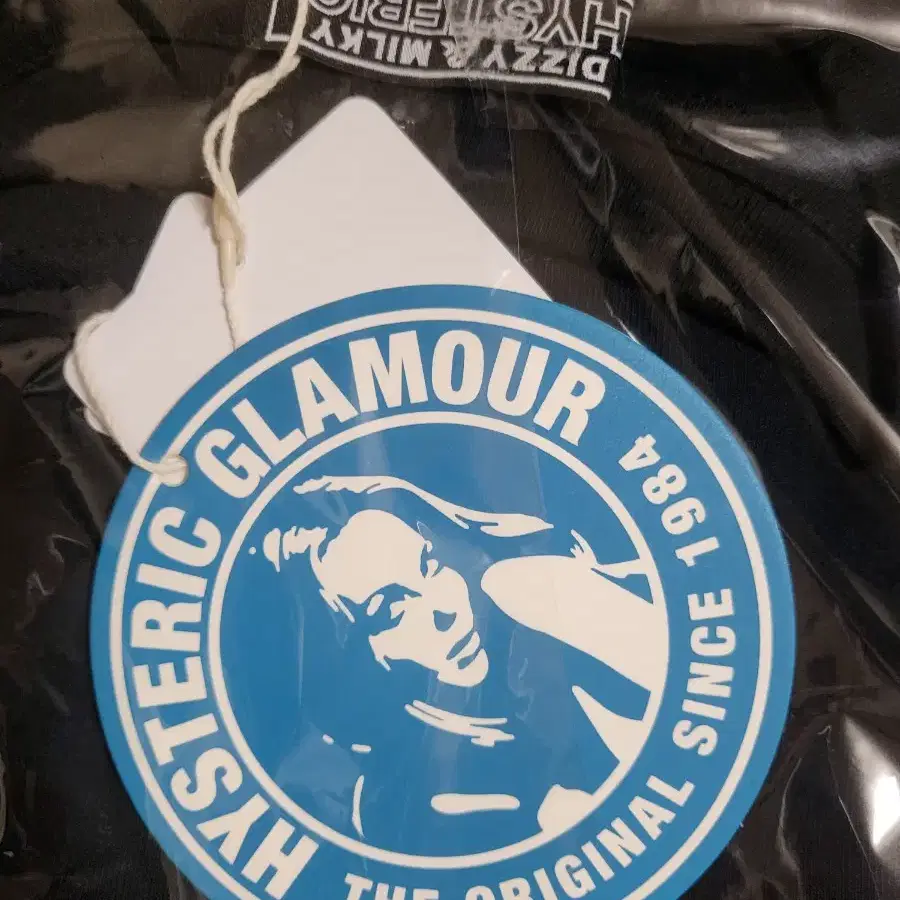 HYSTERIC
DIZZY & MILKY
HYSTERIC GLAMOUR
THE ORIGINAL SINCE 1984